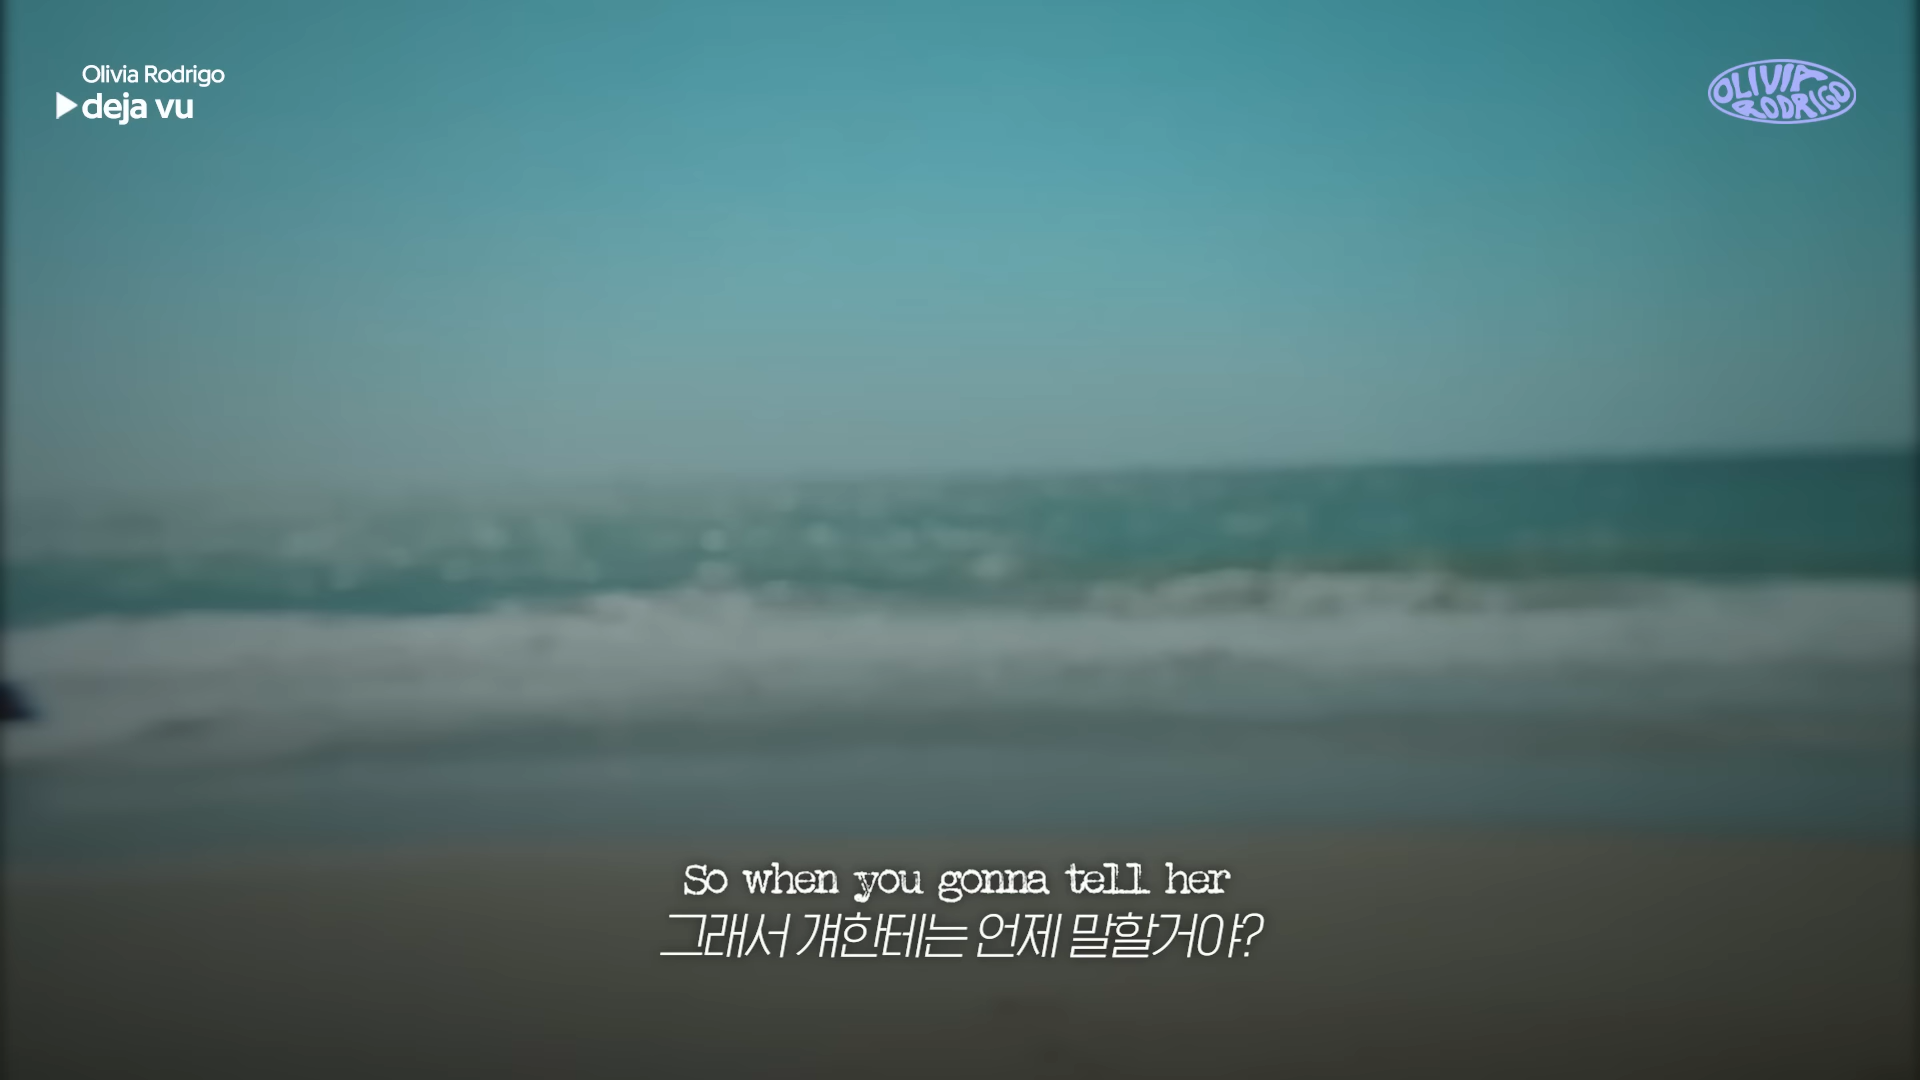 Olivia Rodrigo
deja vu
OLIVIA
RODRIGO
So when you gonna tell her
그래서 걔한테는 언제 말할거야?